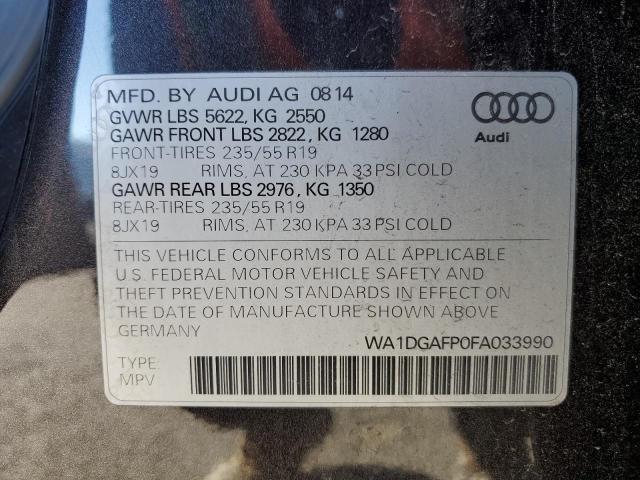 MFD. BY AUDI AG 0814
GVWR LBS 5622, KG 2550
GAWR FRONT LBS 2822, KG 1280
FRONT-TIRES 235/55 R19
8JX19 RIMS, AT 230 KPA 33 PSI COLD
GAWR REAR LBS 2976, KG 1350
REAR-TIRES 235/55 R19
8JX19 RIMS, AT 230 KPA 33 PSI COLD
Audi
THIS VEHICLE CONFORMS TO ALL APPLICABLE
U.S. FEDERAL MOTOR VEHICLE SAFETY AND
THEFT PREVENTION STANDARDS IN EFFECT ON
THE DATE OF MANUFACTURE SHOWN ABOVE
GERMANY
WA1DGAFP0FA033990
TYPE:
MPV